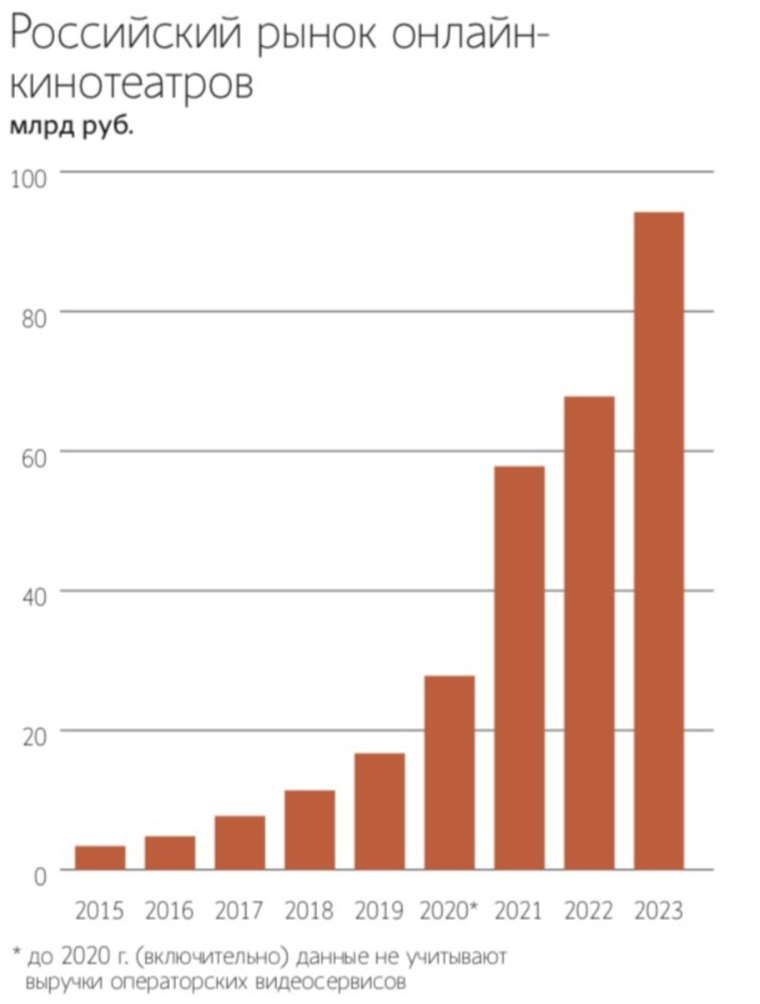 Российский рынок онлайн-
кинотеатров
млрд руб.
100
80
60
40
20
0
2015 2016 2017 2018 2019 2020* 2021 2022 2023
* до 2020 г. (включительно) данные не учитывают
выручки операторских видеосервисов